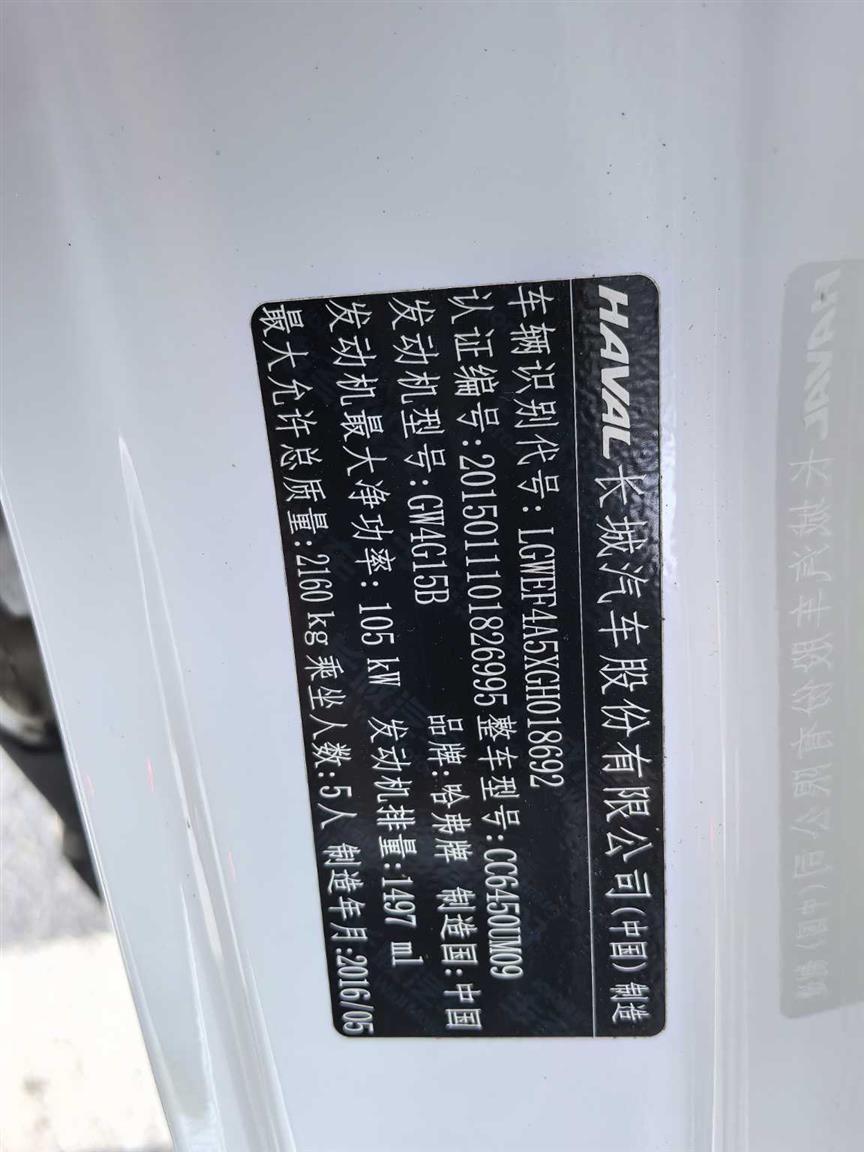 HAVAL 长城汽车股份有限公司(中国)制造
车辆识别代号:LGWEF4A5XGH018692
认证编号:2015011101826995 整车型号:CC6450UM09
发动机型号:GW4G15B 品牌:哈弗牌 制造国:中国
发动机最大净功率:105 kW 发动机排量:1497 ml
最大允许总质量:2160 kg 乘坐人数:5人 制造年月:2016/05